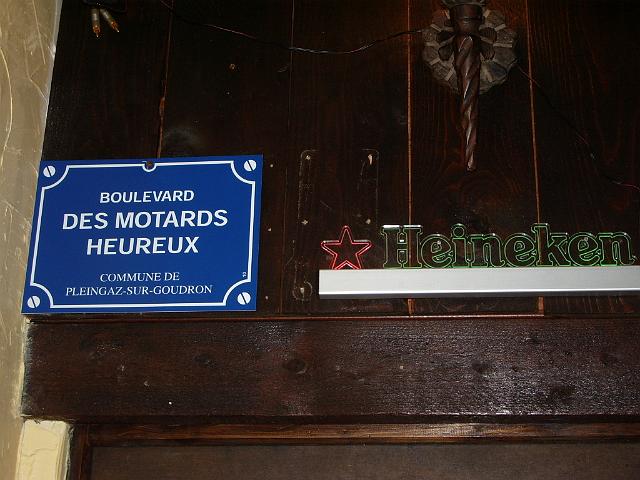 BOULEVARD
DES MOTARDS
HEUREUX
COMMUNE DE
PLEINGAZ-SUR-GOUDRON
Heineken